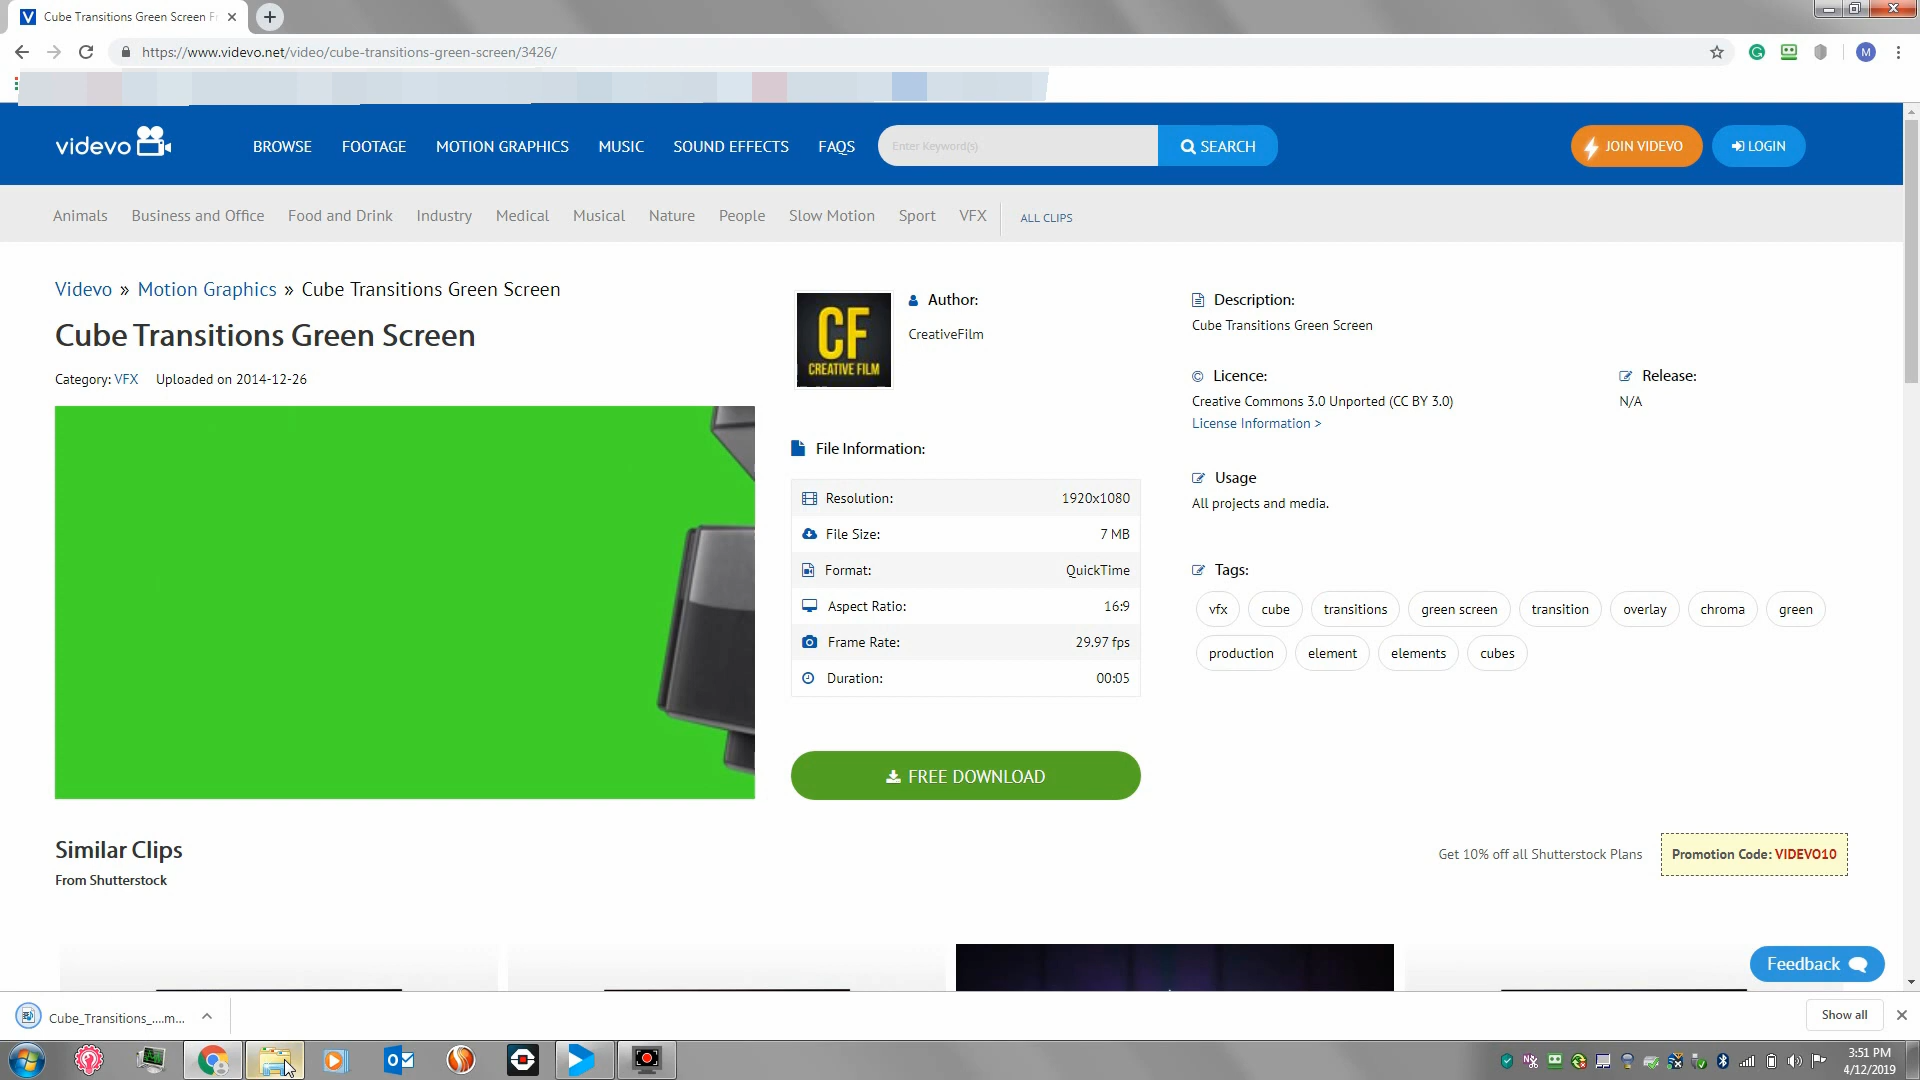 Cube Transitions Green Screen F
https://www.videvo.net/video/cube-transitions-green-screen/3426/
M
videvo
BROWSE FOOTAGE MOTION GRAPHICS MUSIC SOUND EFFECTS FAQS
Enter Keyword(s)
SEARCH
JOIN VIDEVO
LOGIN
Animals Business and Office Food and Drink Industry Medical Musical Nature People Slow Motion Sport VFX ALL CLIPS
Videvo » Motion Graphics » Cube Transitions Green Screen
Cube Transitions Green Screen
Category: VFX Uploaded on 2014-12-26
CF
CREATIVE FILM
Author:
CreativeFilm
File Information:
Resolution: 1920x1080
File Size: 7 MB
Format: QuickTime
Aspect Ratio: 16:9
Frame Rate: 29.97 fps
Duration: 00:05
FREE DOWNLOAD
Description:
Cube Transitions Green Screen
Licence:
Creative Commons 3.0 Unported (CC BY 3.0)
License Information >
Release:
N/A
Usage
All projects and media.
Tags:
vfx cube transitions green screen transition overlay chroma green
production element elements cubes
Similar Clips
From Shutterstock
Get 10% off all Shutterstock Plans
Promotion Code: VIDEVO10
Feedback
Cube_Transitions_....m...
Show all
3:51 PM
4/12/2019